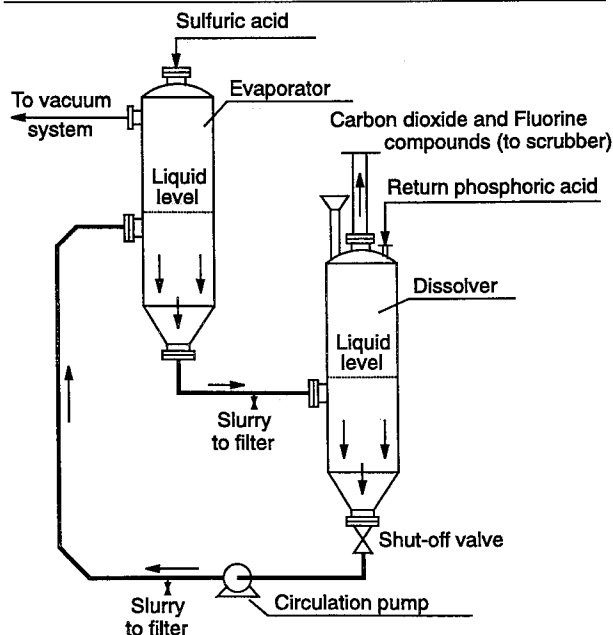 Sulfuric acid
Evaporator
To vacuum
system
Carbon dioxide and Fluorine
compounds (to scrubber)
Return phosphoric acid
Liquid
level
Dissolver
Liquid
level
Slurry
to filter
Shut-off valve
Circulation pump
Slurry
to filter